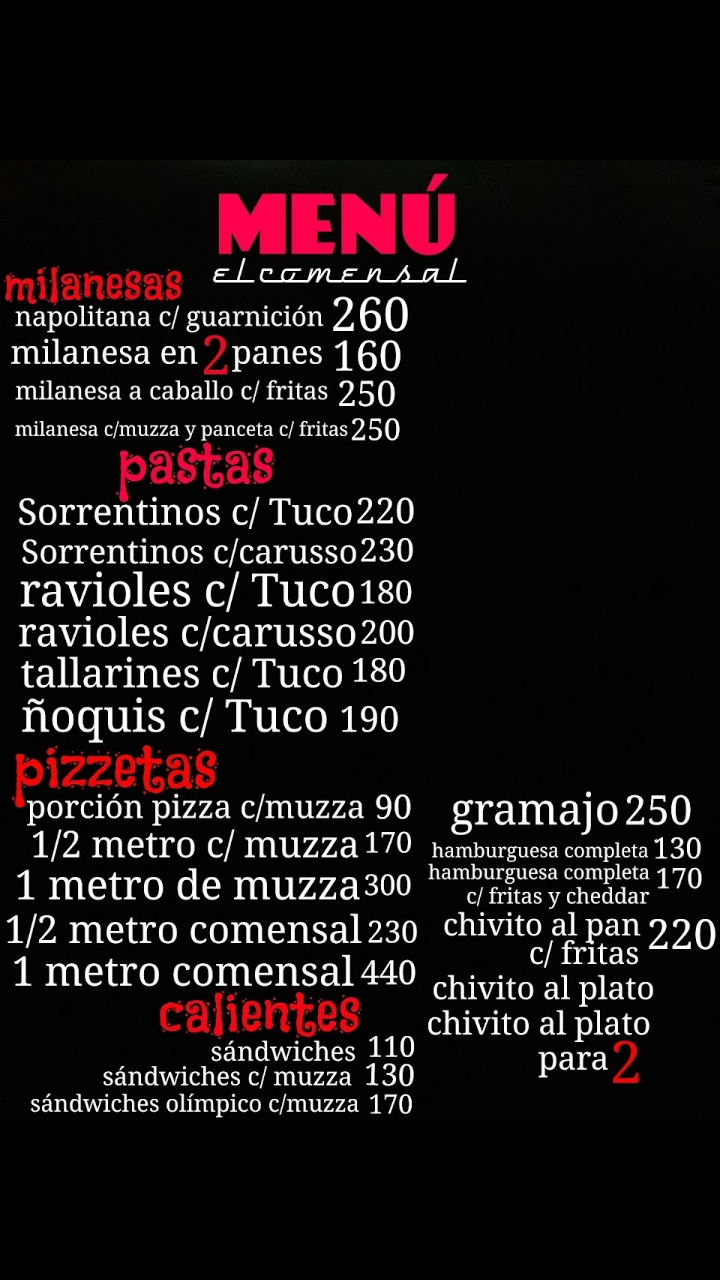 MENÚ
el comensal
milanesas
napolitana c/ guarnición 260
milanesa en 2 panes 160
milanesa a caballo c/ fritas 250
milanesa c/muzza y panceta c/ fritas 250
pastas
Sorrentinos c/ Tuco 220
Sorrentinos c/carusso 230
ravioles c/ Tuco 180
ravioles c/carusso 200
tallarines c/ Tuco 180
ñoquis c/ Tuco 190
pizzetas
porción pizza c/muzza 90
1/2 metro c/ muzza 170
1 metro de muzza 300
1/2 metro comensal 230
1 metro comensal 440
calientes
sándwiches 110
sándwiches c/ muzza 130
sándwiches olímpico c/muzza 170
gramajo 250
hamburguesa completa 130
hamburguesa completa 170
c/ fritas y cheddar
chivito al pan 220
c/ fritas
chivito al plato
chivito al plato
para 2